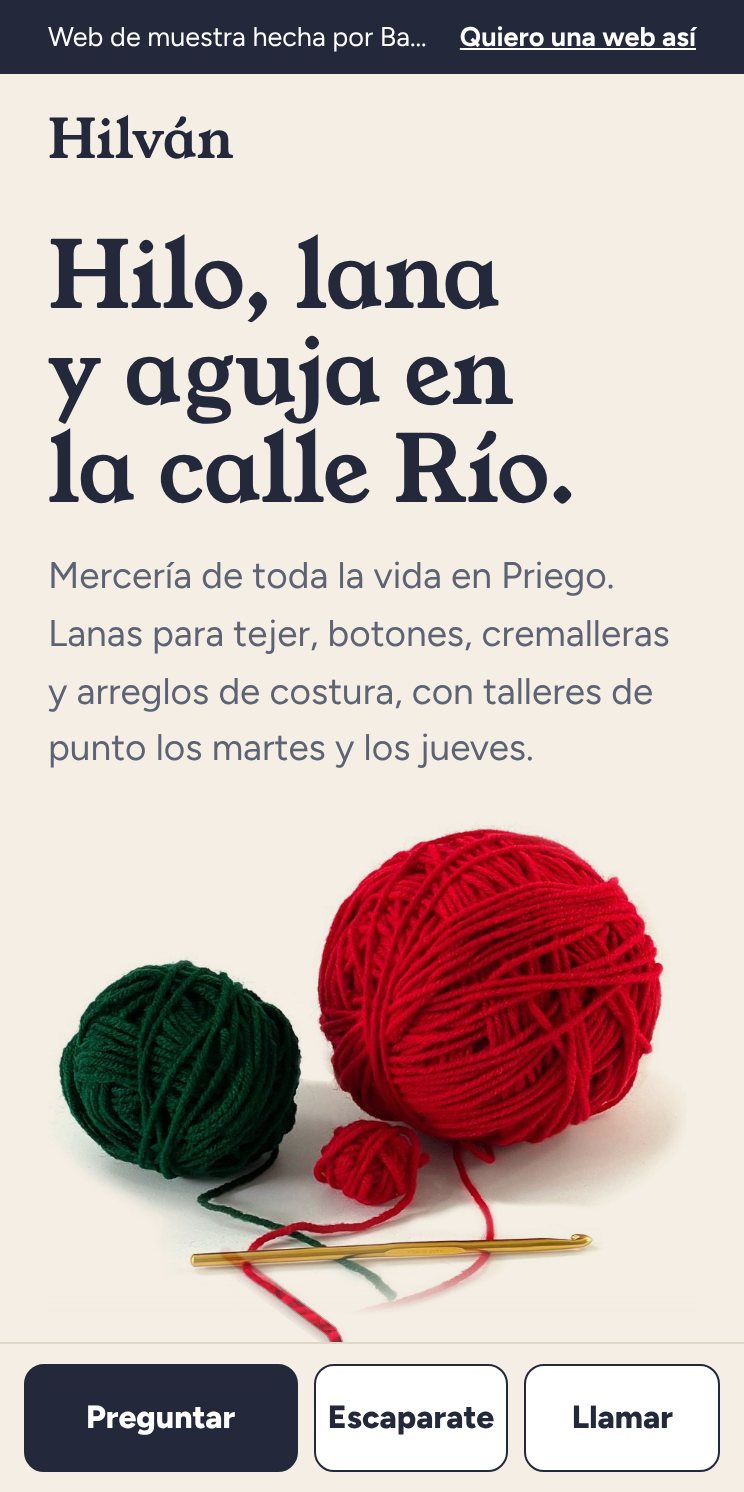 Web de muestra hecha por Ba... Quiero una web así
Hilván
Hilo, lana
y aguja en
la calle Río.
Mercería de toda la vida en Priego.
Lanas para tejer, botones, cremalleras
y arreglos de costura, con talleres de
punto los martes y los jueves.
Preguntar Escaparate Llamar